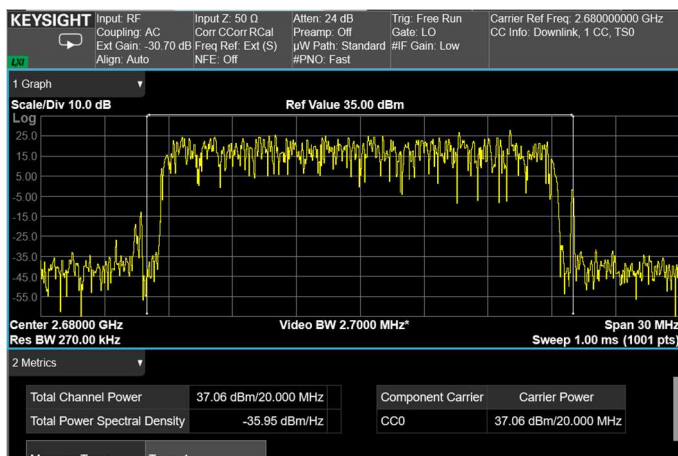 KEYSIGHT
LXI
Input: RF
Coupling: AC
Ext Gain: -30.70 dB
Align: Auto
Input Z: 50 Ω
Corr CCorr RCal
Freq Ref: Ext (S)
NFE: Off
Atten: 24 dB
Preamp: Off
µW Path: Standard
#PNO: Fast
Trig: Free Run
Gate: LO
#IF Gain: Low
Carrier Ref Freq: 2.680000000 GHz
CC Info: Downlink, 1 CC, TS0
1 Graph
Scale/Div 10.0 dB
Ref Value 35.00 dBm
Log
25.0
15.0
5.00
-5.00
-15.0
-25.0
-35.0
-45.0
-55.0
Center 2.68000 GHz
Video BW 2.7000 MHz*
Span 30 MHz
Res BW 270.00 kHz
Sweep 1.00 ms (1001 pts)
2 Metrics
Total Channel Power 37.06 dBm/20.000 MHz
Total Power Spectral Density -35.95 dBm/Hz
Component Carrier Carrier Power
CC0 37.06 dBm/20.000 MHz